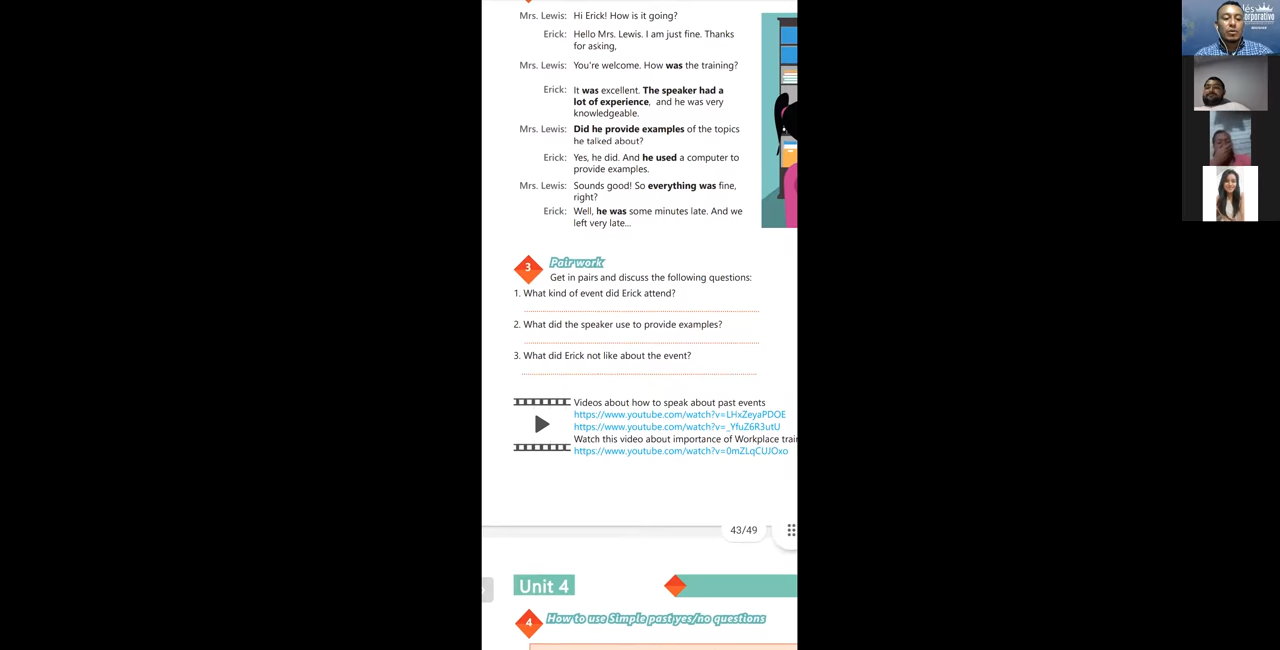 Mrs. Lewis: Hi Erick! How is it going?
Erick: Hello Mrs. Lewis. I am just fine. Thanks
for asking,
Mrs. Lewis: You're welcome. How was the training?
Erick: It was excellent. The speaker had a
lot of experience, and he was very
knowledgeable.
Mrs. Lewis: Did he provide examples of the topics
he talked about?
Erick: Yes, he did. And he used a computer to
provide examples.
Mrs. Lewis: Sounds good! So everything was fine,
right?
Erick: Well, he was some minutes late. And we
left very late...
3 Pair work
Get in pairs and discuss the following questions:
1. What kind of event did Erick attend?
2. What did the speaker use to provide examples?
3. What did Erick not like about the event?
Videos about how to speak about past events
https://www.youtube.com/watch?v=LHxZeyaPDOE
https://www.youtube.com/watch?v=_YfuZ6R3utU
Watch this video about importance of Workplace trai
https://www.youtube.com/watch?v=0mZLqCUJOxo
43/49
Unit 4
4 How to use Simple past yes/no questions